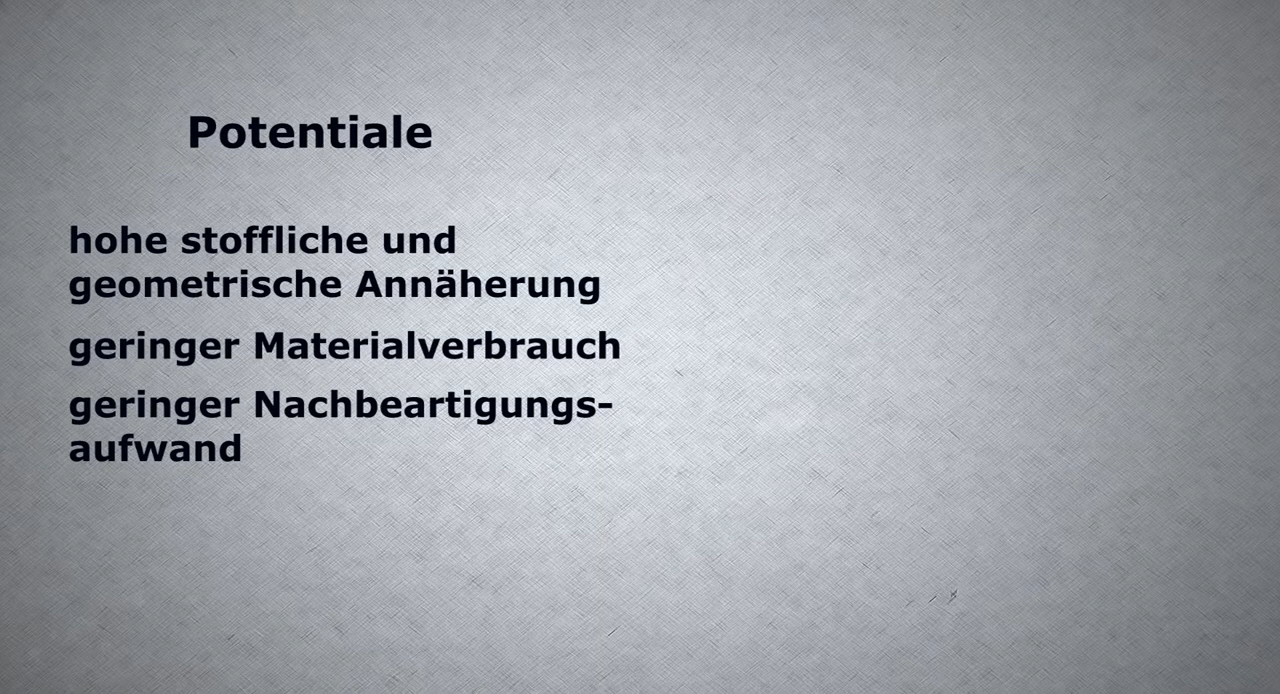 Potentiale
hohe stoffliche und
geometrische Annäherung
geringer Materialverbrauch
geringer Nachbeartigungs-
aufwand